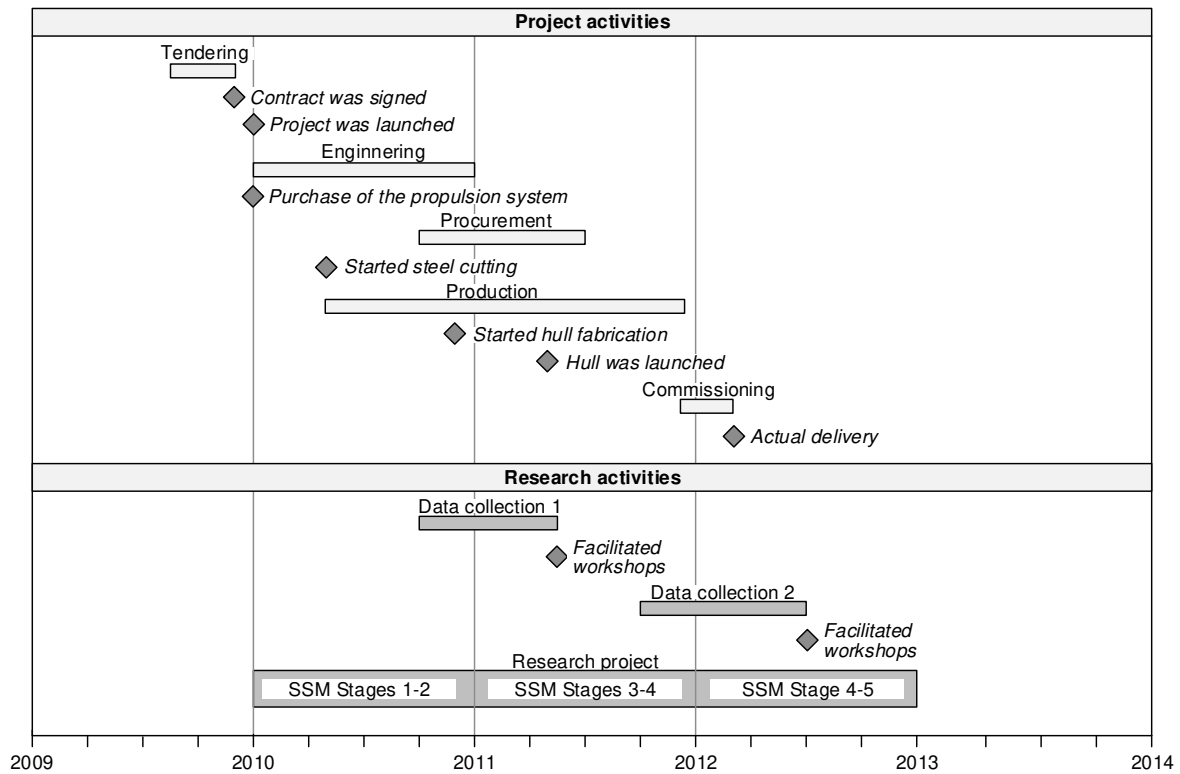 Project activities
Tendering
Contract was signed
Project was launched
Enginnering
Purchase of the propulsion system
Procurement
Started steel cutting
Production
Started hull fabrication
Hull was launched
Commissioning
Actual delivery
Research activities
Data collection 1
Facilitated
workshops
Data collection 2
Facilitated
workshops
Research project
SSM Stages 1-2 SSM Stages 3-4 SSM Stage 4-5
2009 2010 2011 2012 2013 2014